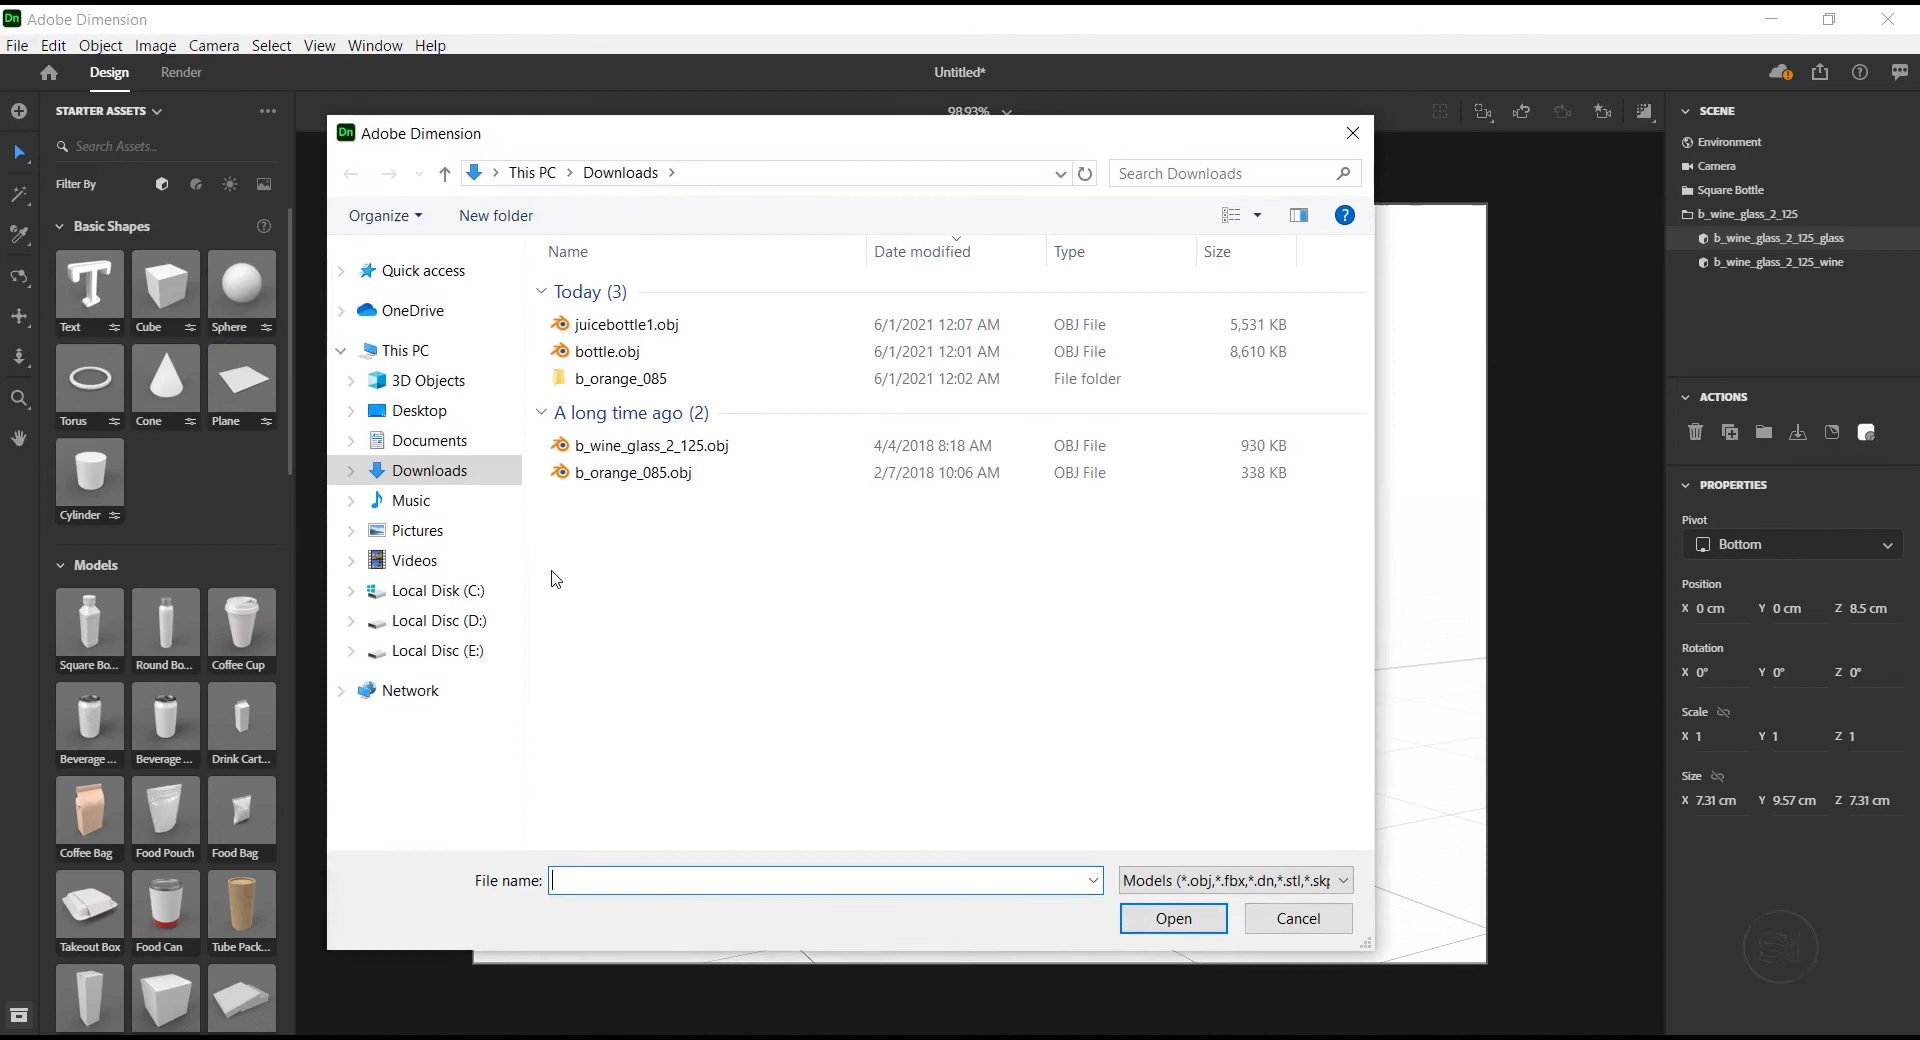 Dn Adobe Dimension
File Edit Object Image Camera Select View Window Help
Design Render Untitled*
STARTER ASSETS
Search Assets...
Filter By
Basic Shapes
Text Cube Sphere
Torus Cone Plane
Cylinder
Models
Square Bo... Round Bo... Coffee Cup
Beverage ... Beverage ... Drink Cart...
Coffee Bag Food Pouch Food Bag
Takeout Box Food Can Tube Pack...
98.93%
Dn Adobe Dimension
This PC Downloads
Search Downloads
Organize New folder
Quick access
OneDrive
This PC
3D Objects
Desktop
Documents
Downloads
Music
Pictures
Videos
Local Disk (C:)
Local Disc (D:)
Local Disc (E:)
Network
Name Date modified Type Size
Today (3)
juicebottle1.obj 6/1/2021 12:07 AM OBJ File 5,531 KB
bottle.obj 6/1/2021 12:01 AM OBJ File 8,610 KB
b_orange_085 6/1/2021 12:02 AM File folder
A long time ago (2)
b_wine_glass_2_125.obj 4/4/2018 8:18 AM OBJ File 930 KB
b_orange_085.obj 2/7/2018 10:06 AM OBJ File 338 KB
File name:
Models (*.obj,*.fbx,*.dn,*.stl,*.skp
Open Cancel
SCENE
Environment
Camera
Square Bottle
b_wine_glass_2_125
b_wine_glass_2_125_glass
b_wine_glass_2_125_wine
ACTIONS
PROPERTIES
Pivot
Bottom
Position
X 0 cm Y 0 cm Z 8.5 cm
Rotation
X 0° Y 0° Z 0°
Scale
X 1 Y 1 Z 1
Size
X 7.31 cm Y 9.57 cm Z 7.31 cm